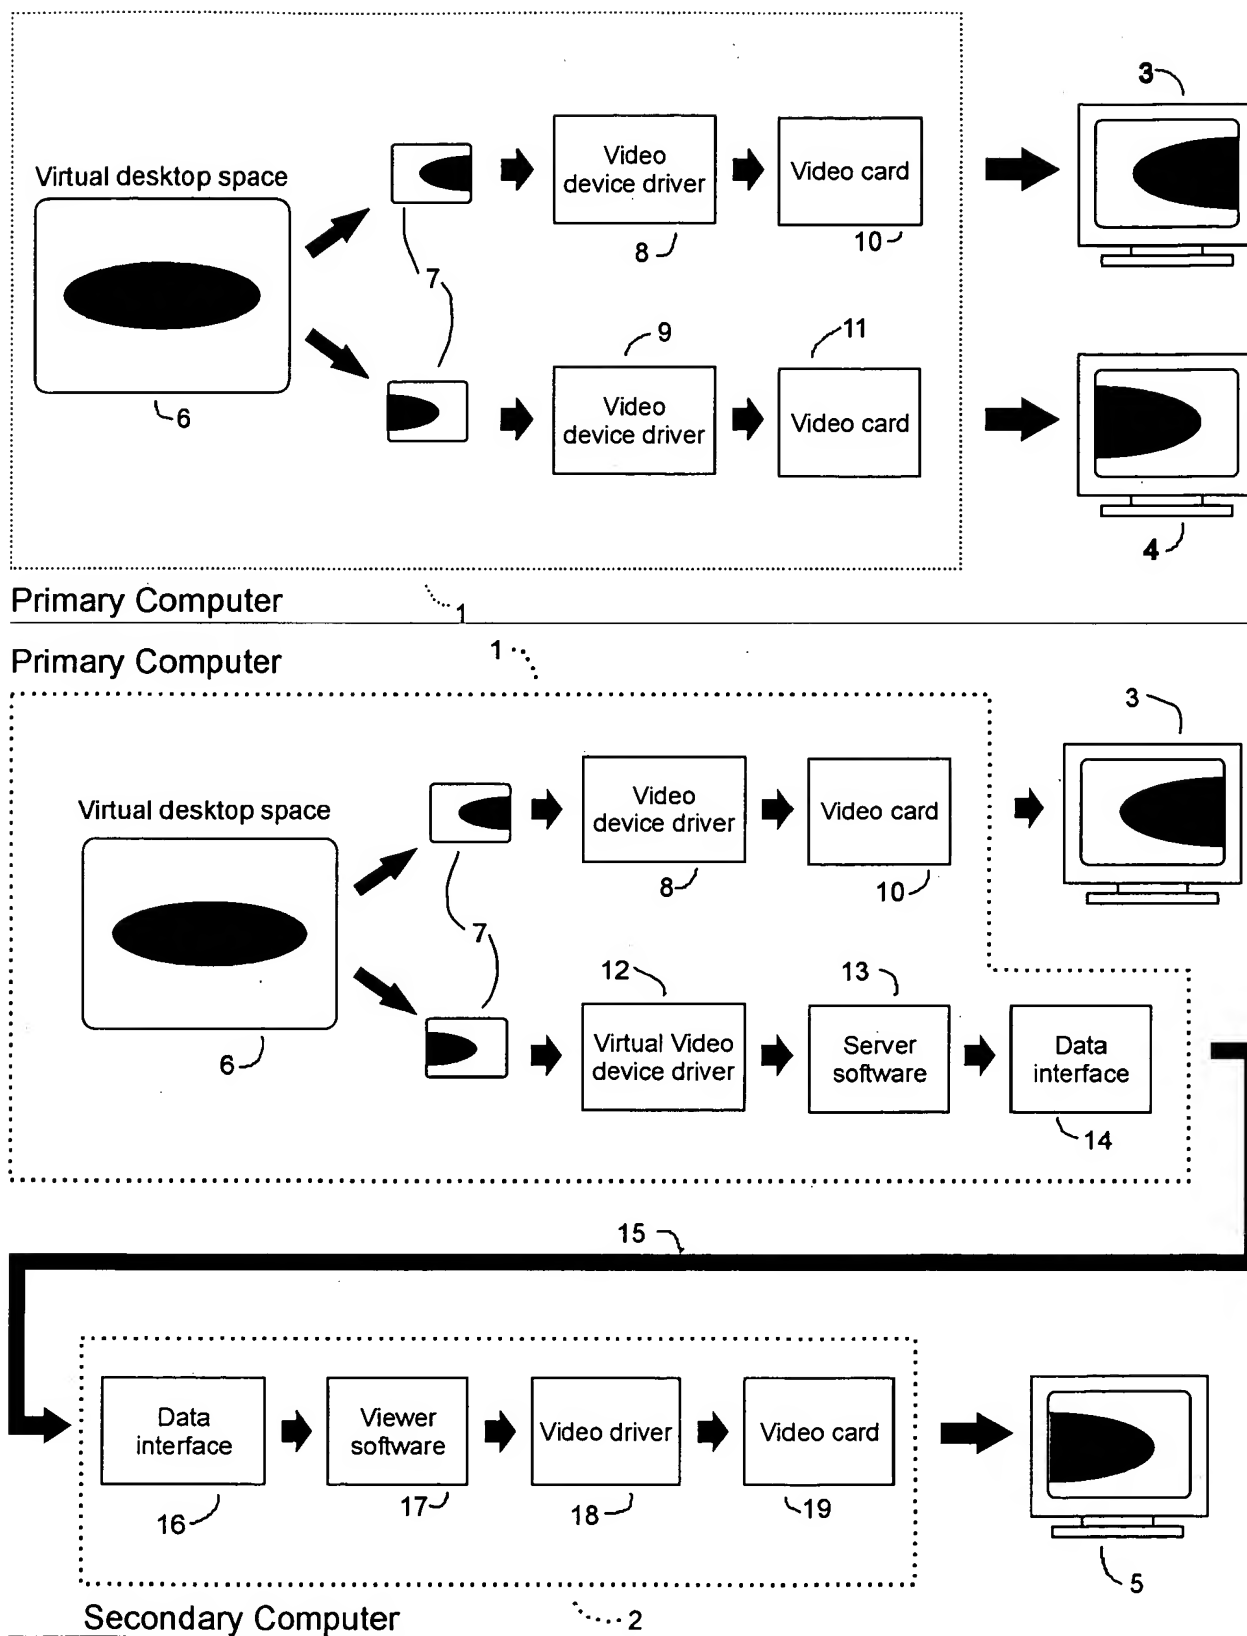 3
Virtual desktop space
Video
device driver
Video card
8
10
7
6
9
11
Video
device driver
Video card
4
Primary Computer
1
Primary Computer
1
3
Virtual desktop space
Video
device driver
Video card
8
10
7
6
12
13
Virtual Video
device driver
Server
software
Data
interface
14
15
Data
interface
Viewer
software
Video driver
Video card
16
17
18
19
5
Secondary Computer
2